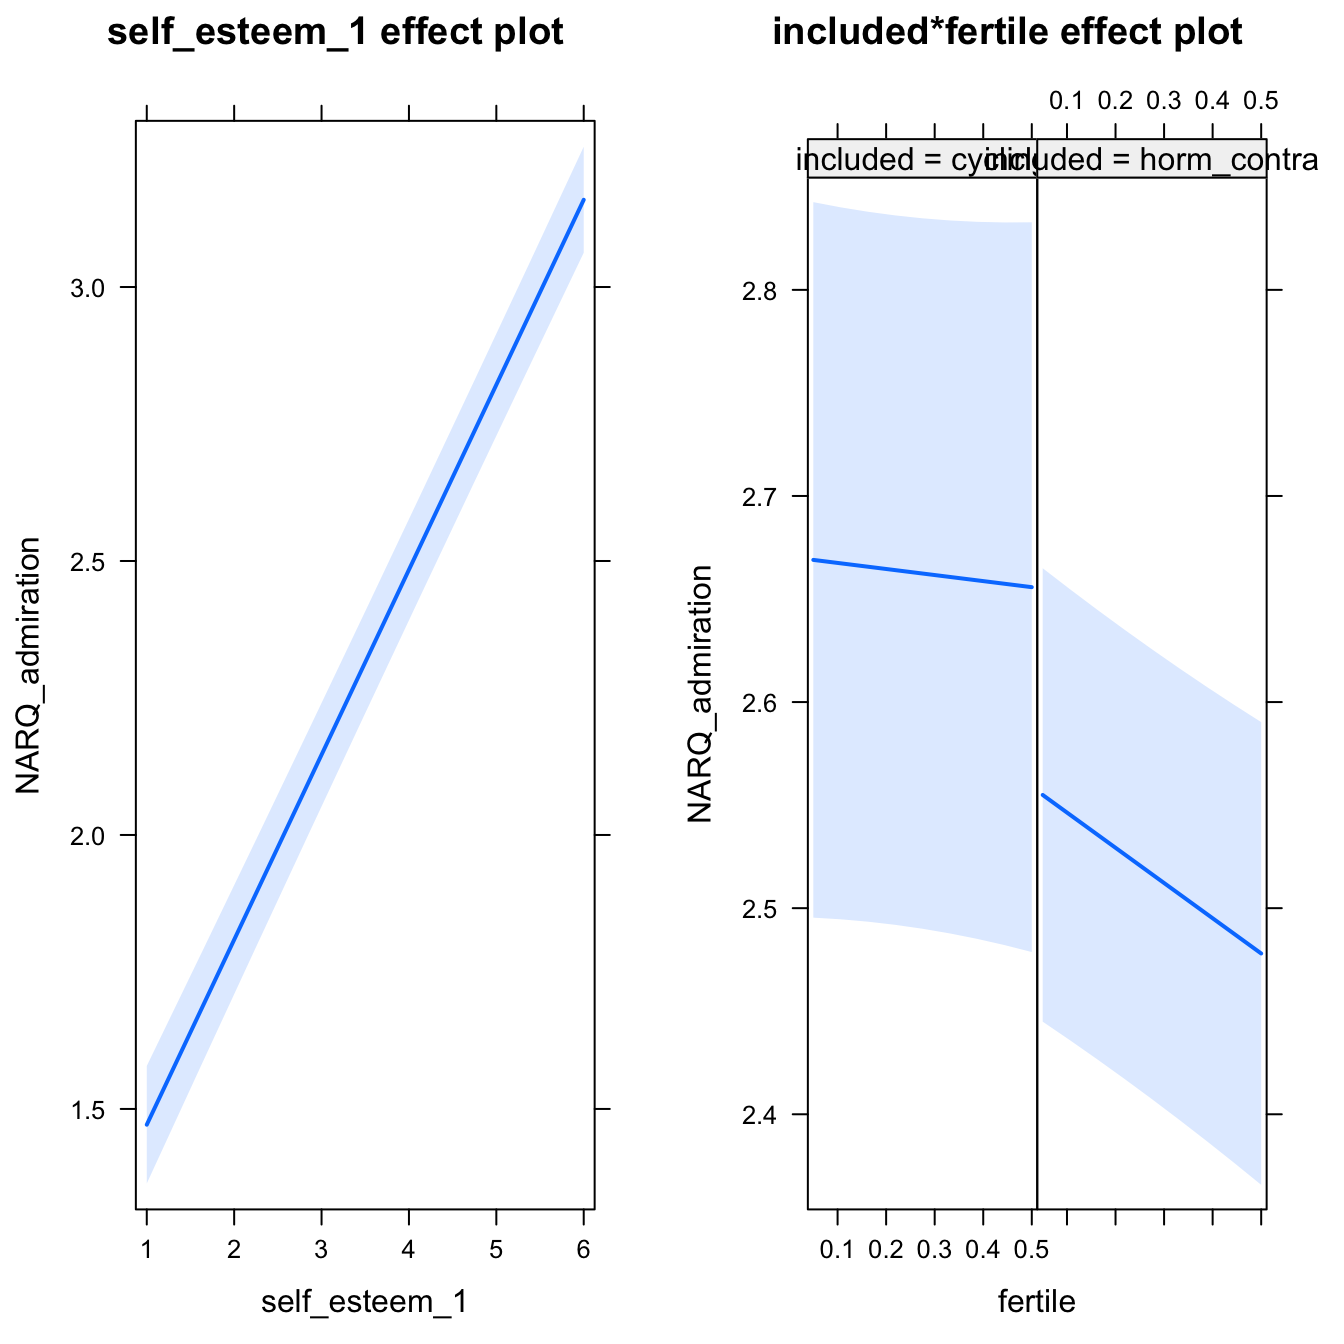 self_esteem_1 effect plot
NARQ_admiration
3.0
2.5
2.0
1.5
1 2 3 4 5 6
self_esteem_1
included*fertile effect plot
0.1 0.2 0.3 0.4 0.5
included =
included = horm_contra
NARQ_admiration
2.8
2.7
2.6
2.5
2.4
0.1 0.2 0.3 0.4 0.5
fertile